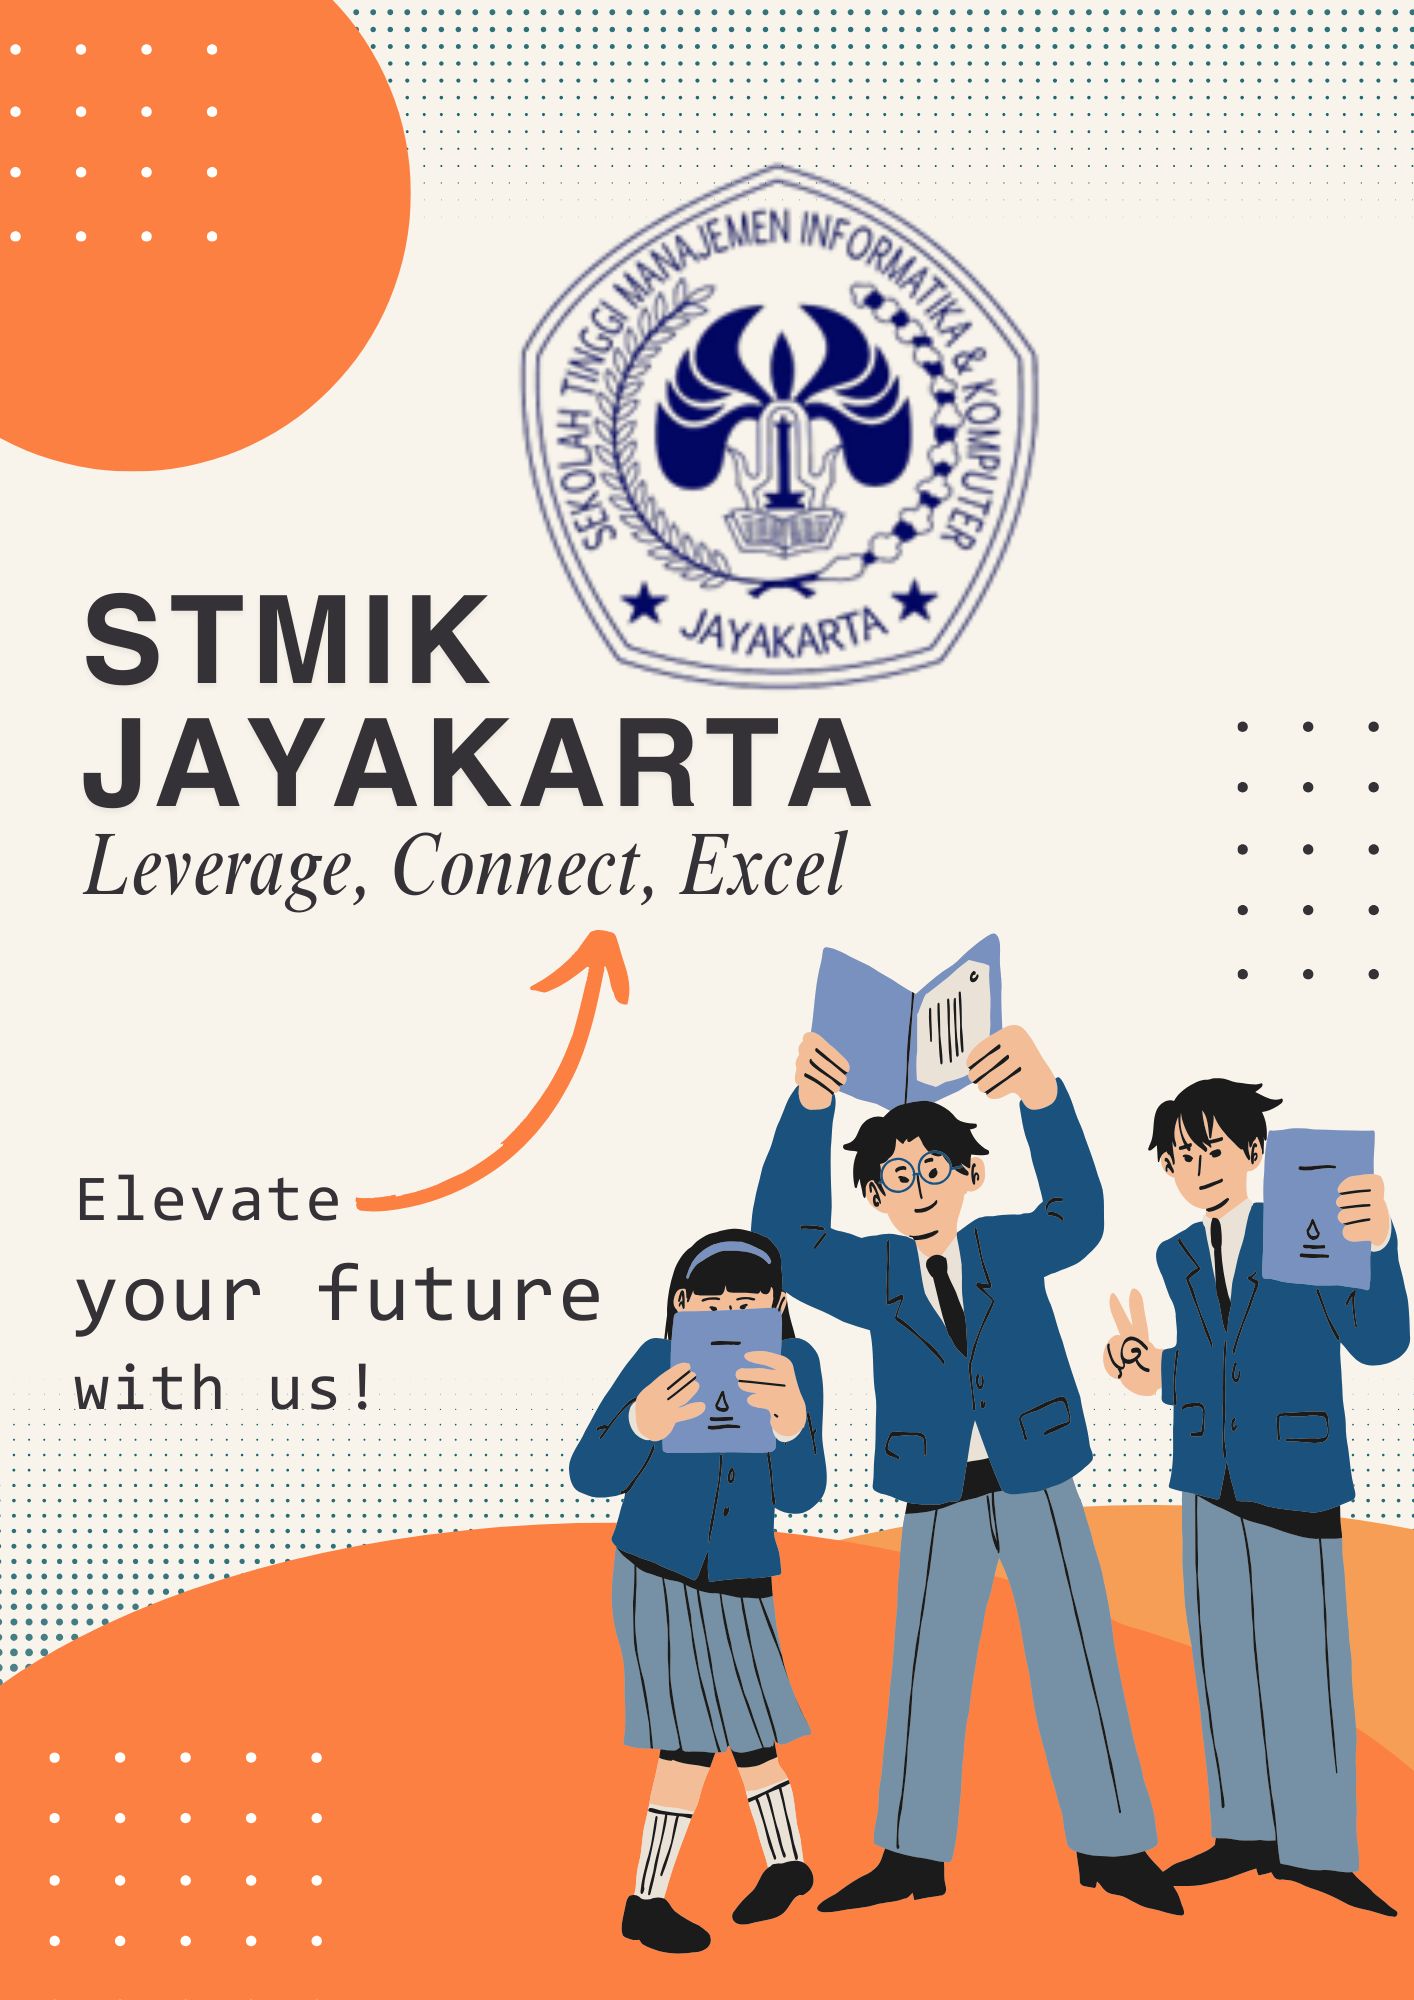 SEKOLAH TINGGI MANAJEMEN INFORMATIKA & KOMPUTER
JAYAKARTA
STMIK
JAYAKARTA
Leverage, Connect, Excel
Elevate
your future
with us!